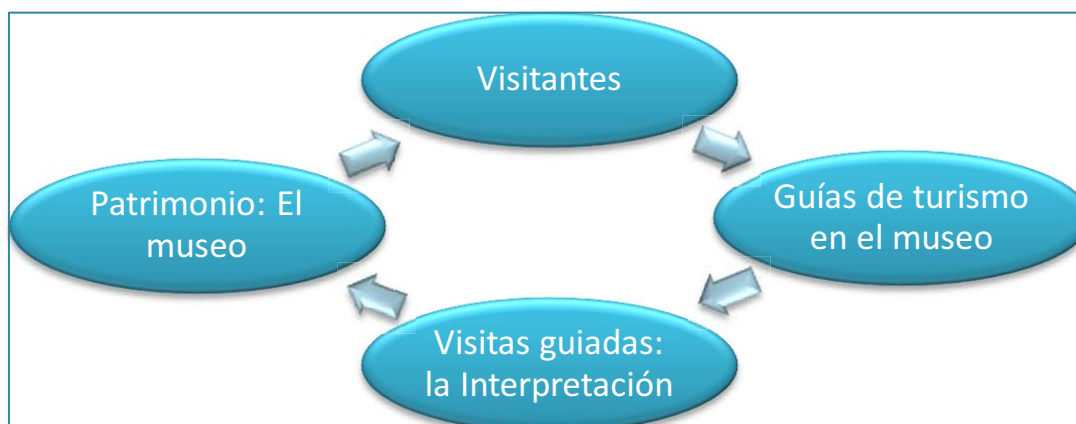 Visitantes
Patrimonio: El
museo
Guías de turismo
en el museo
Visitas guiadas:
la Interpretación